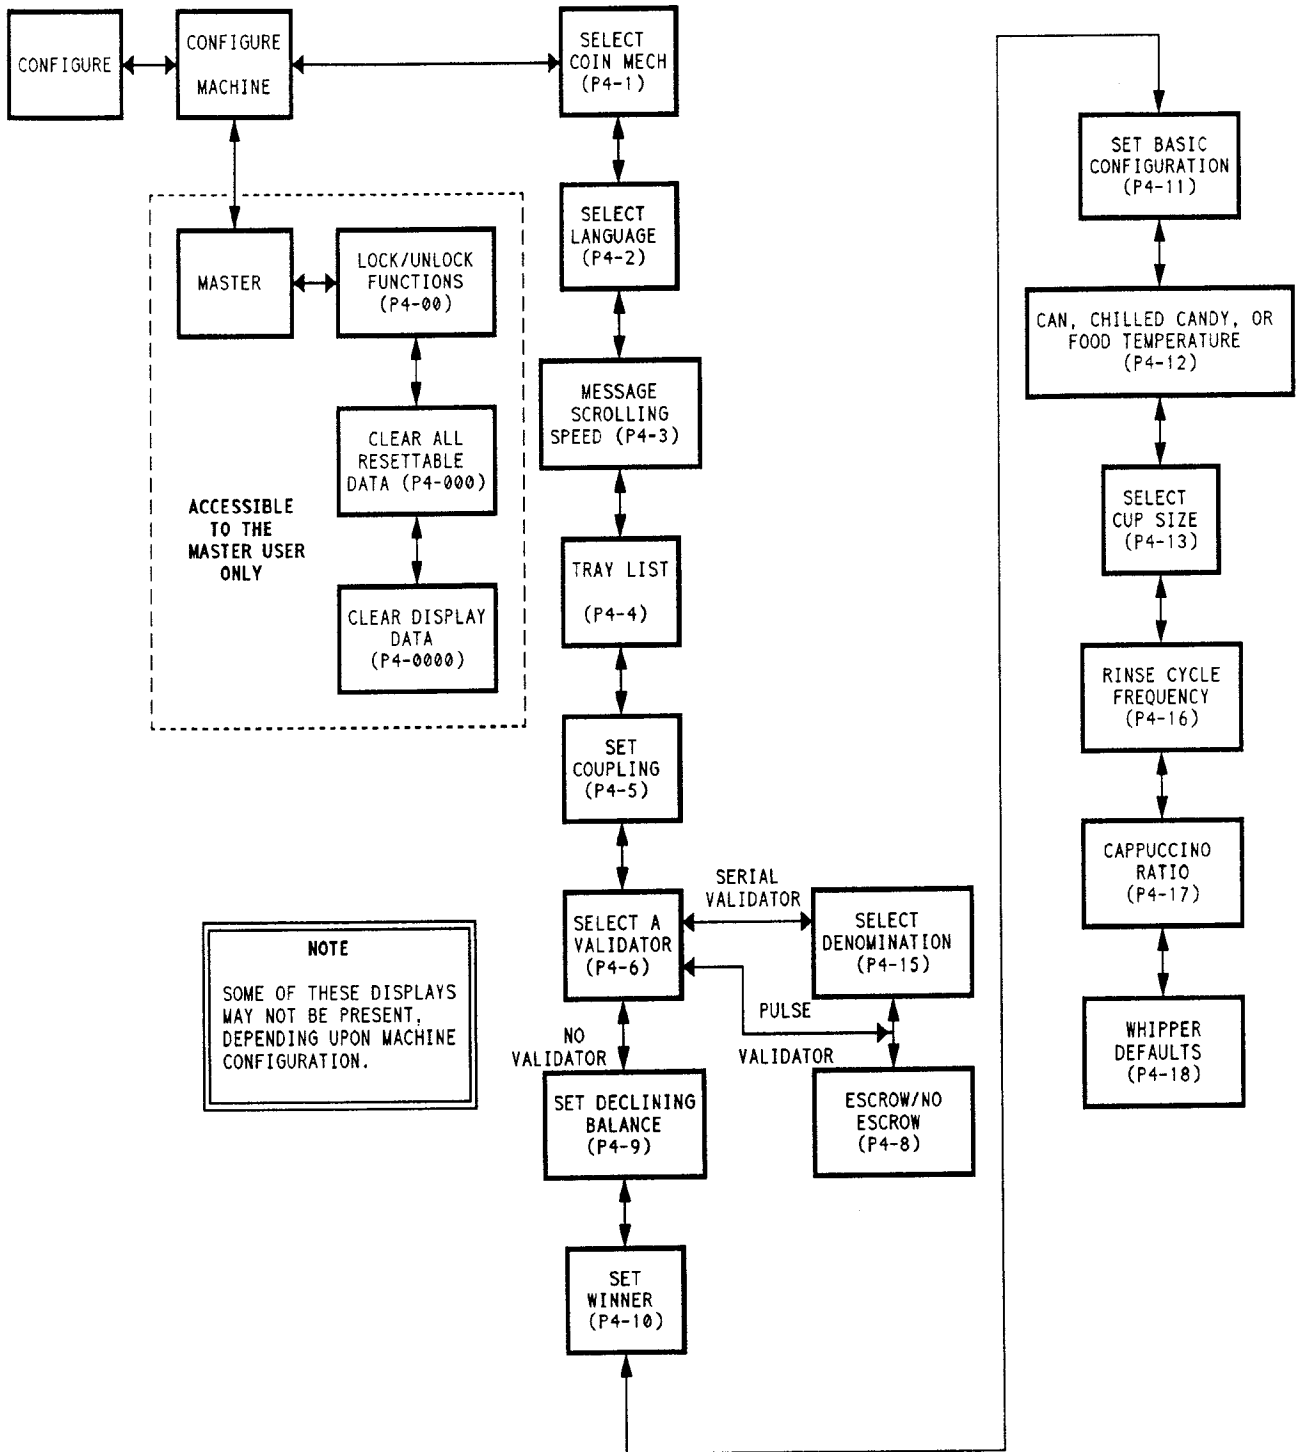 CONFIGURE
CONFIGURE
MACHINE
SELECT
COIN MECH
(P4-1)
MASTER
LOCK/UNLOCK
FUNCTIONS
(P4-00)
CLEAR ALL
RESETTABLE
DATA (P4-000)
CLEAR DISPLAY
DATA
(P4-0000)
ACCESSIBLE
TO THE
MASTER USER
ONLY
SELECT
LANGUAGE
(P4-2)
MESSAGE
SCROLLING
SPEED (P4-3)
TRAY LIST
(P4-4)
SET
COUPLING
(P4-5)
SELECT A
VALIDATOR
(P4-6)
SERIAL
VALIDATOR
SELECT
DENOMINATION
(P4-15)
PULSE
VALIDATOR
ESCROW/NO
ESCROW
(P4-8)
NO
VALIDATOR
SET DECLINING
BALANCE
(P4-9)
SET
WINNER
(P4-10)
NOTE
SOME OF THESE DISPLAYS
MAY NOT BE PRESENT,
DEPENDING UPON MACHINE
CONFIGURATION.
SET BASIC
CONFIGURATION
(P4-11)
CAN, CHILLED CANDY, OR
FOOD TEMPERATURE
(P4-12)
SELECT
CUP SIZE
(P4-13)
RINSE CYCLE
FREQUENCY
(P4-16)
CAPPUCCINO
RATIO
(P4-17)
WHIPPER
DEFAULTS
(P4-18)